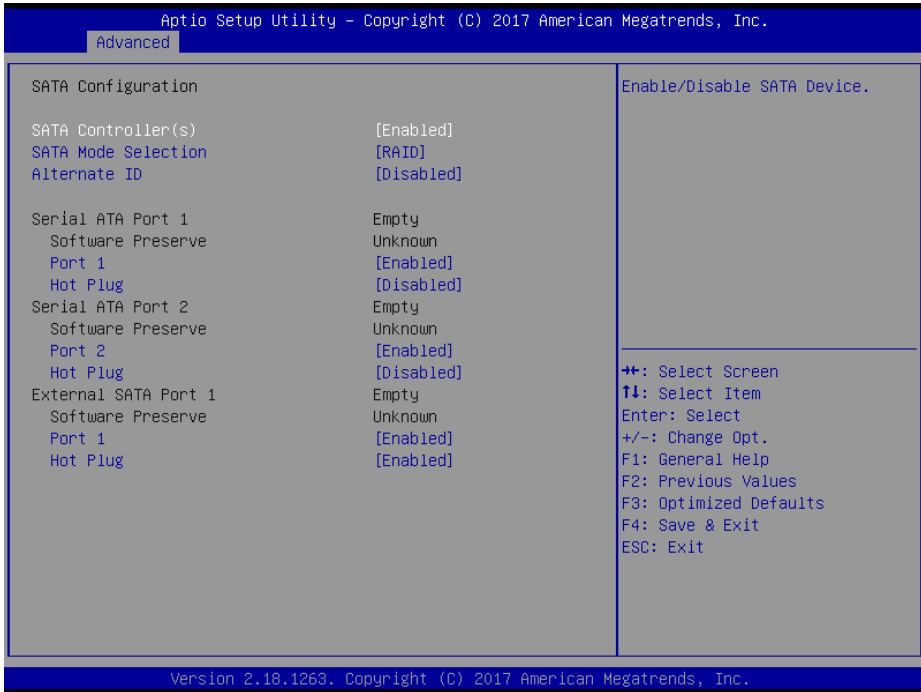 Aptio Setup Utility – Copyright (C) 2017 American Megatrends, Inc.
Advanced
SATA Configuration
SATA Controller(s) [Enabled]
SATA Mode Selection [RAID]
Alternate ID [Disabled]
Serial ATA Port 1 Empty
Software Preserve Unknown
Port 1 [Enabled]
Hot Plug [Disabled]
Serial ATA Port 2 Empty
Software Preserve Unknown
Port 2 [Enabled]
Hot Plug [Disabled]
External SATA Port 1 Empty
Software Preserve Unknown
Port 1 [Enabled]
Hot Plug [Enabled]
Enable/Disable SATA Device.
→←: Select Screen
↑↓: Select Item
Enter: Select
+/-: Change Opt.
F1: General Help
F2: Previous Values
F3: Optimized Defaults
F4: Save & Exit
ESC: Exit
Version 2.18.1263. Copyright (C) 2017 American Megatrends, Inc.